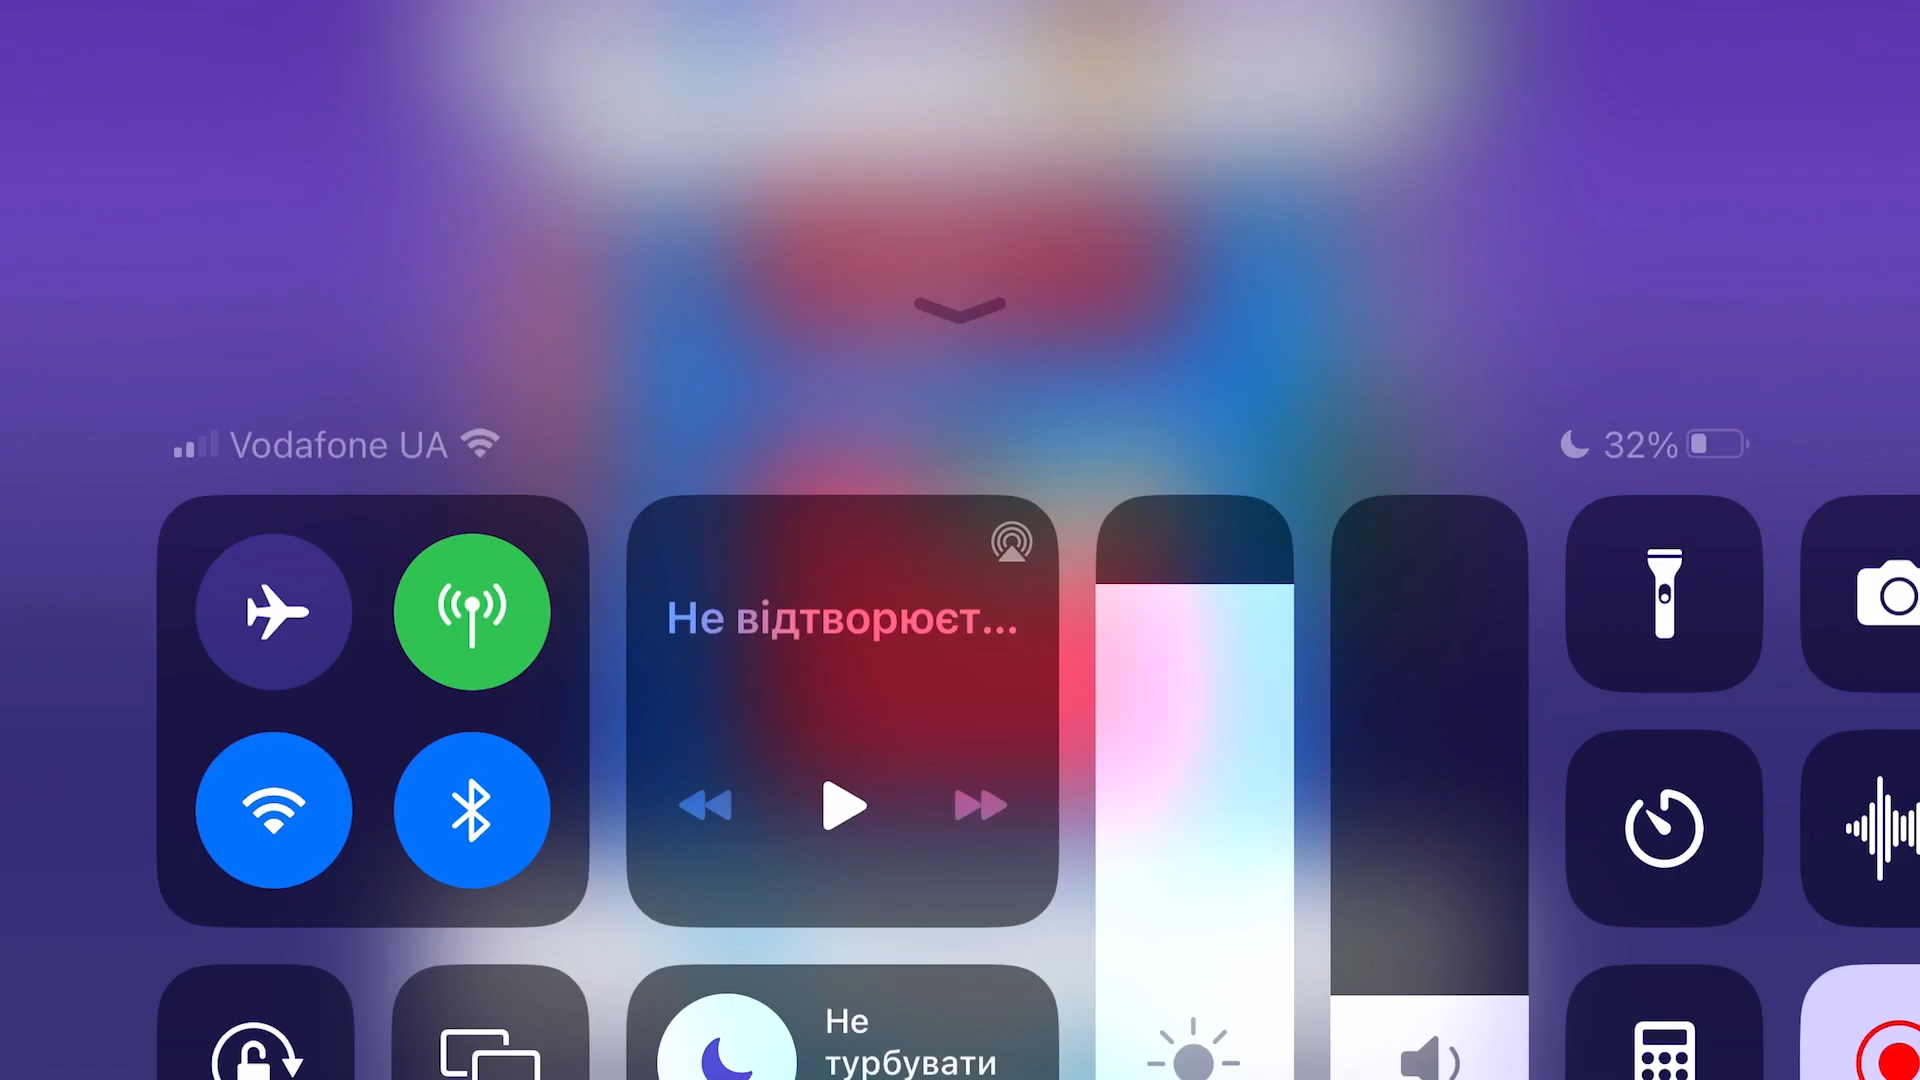 Vodafone UA
32%
Не відтворюєт...
Не
турбувати